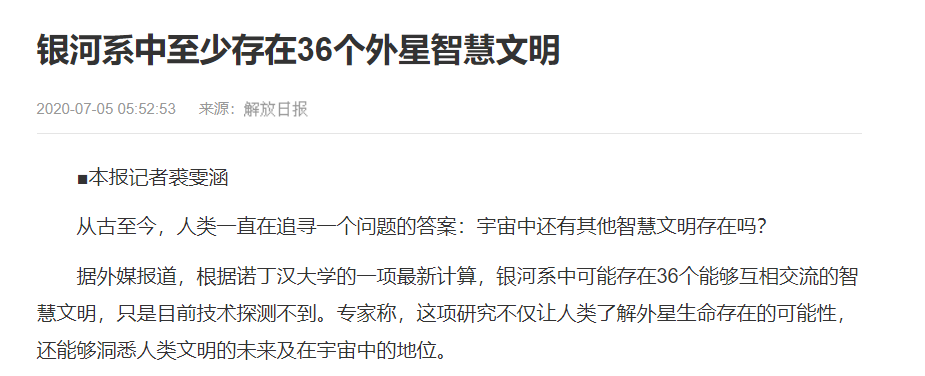 银河系中至少存在36个外星智慧文明
2020-07-05 05:52:53 来源：解放日报
■本报记者裘雯涵
从古至今，人类一直在追寻一个问题的答案：宇宙中还有其他智慧文明存在吗？
据外媒报道，根据诺丁汉大学的一项最新计算，银河系中可能存在36个能够互相交流的智
慧文明，只是目前技术探测不到。专家称，这项研究不仅让人类了解外星生命存在的可能性，
还能够洞悉人类文明的未来及在宇宙中的地位。